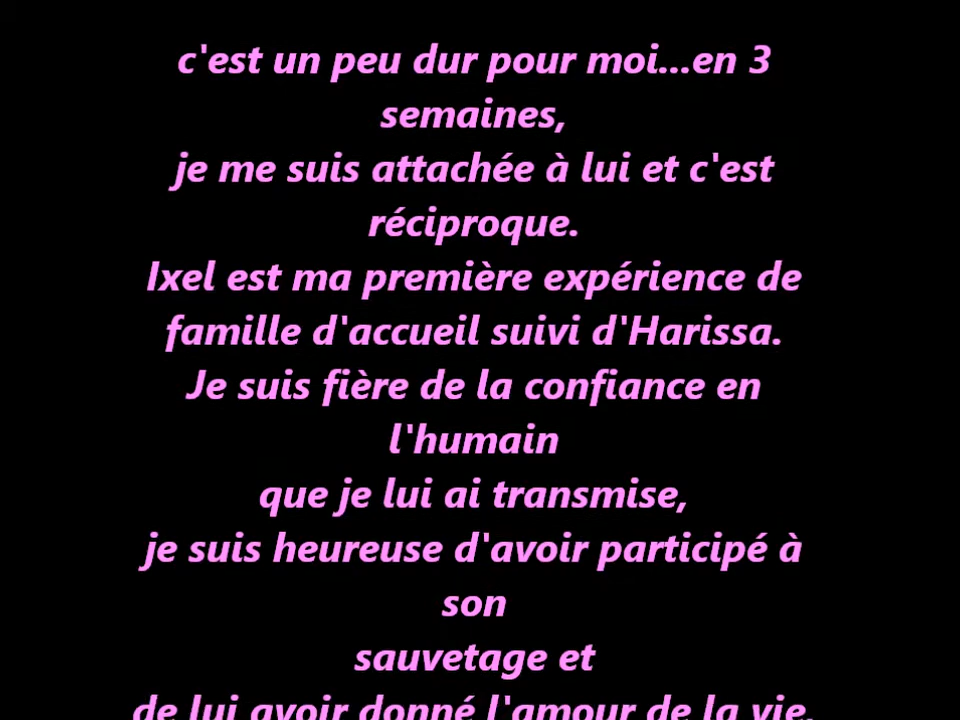 c'est un peu dur pour moi...en 3
semaines,
je me suis attachée à lui et c'est
réciproque.
Ixel est ma première expérience de
famille d'accueil suivi d'Harissa.
Je suis fière de la confiance en
l'humain
que je lui ai transmise,
je suis heureuse d'avoir participé à
son
sauvetage et
de lui avoir donné l'amour de la vie.